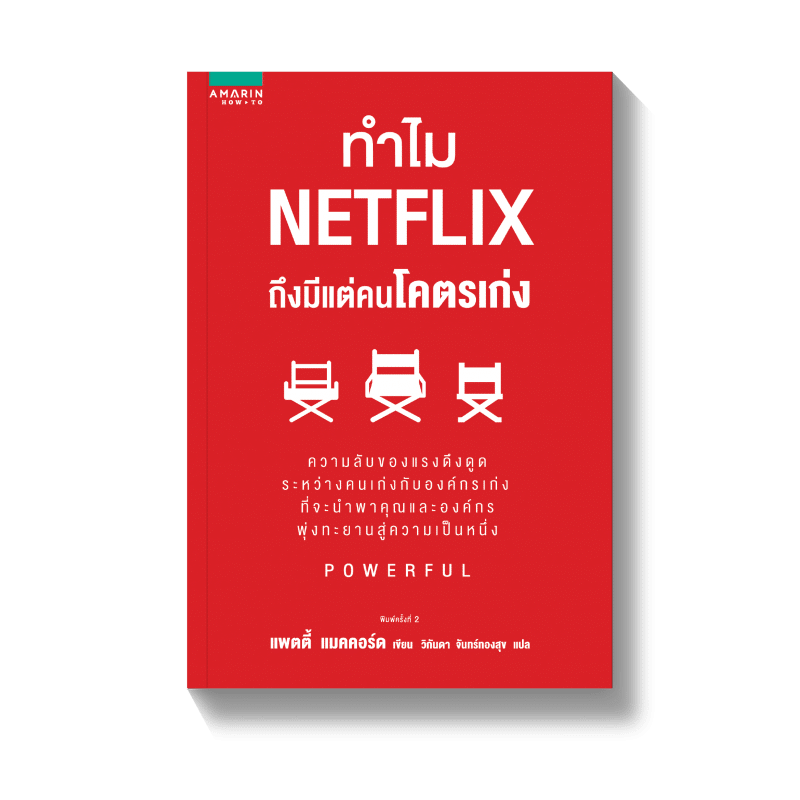 AMARIN
HOW TO
ทำไม
NETFLIX
ถึงมีแต่คนโคตรเก่ง
ความลับของแรงดึงดูด
ระหว่างคนเก่งกับองค์กรเก่ง
ที่จะนำพาคุณและองค์กร
พุ่งทะยานสู่ความเป็นหนึ่ง
POWERFUL
พิมพ์ครั้งที่ 2
แพตตี้ แมคคอร์ด เขียน วิกันดา จันทร์ทองสุข แปล